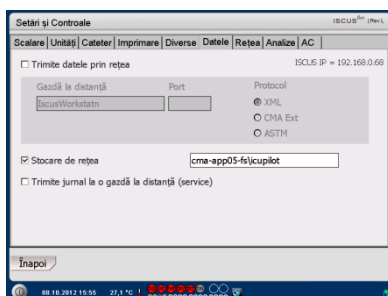 Setări și Controale
ISCUSflex
Scalare Unități Cateter Imprimare Diverse Datele Rețea Analize AC
Trimite datele prin rețea
ISCUS IP = 192.168.0.68
Gazdă la distanță Port Protocol
IscusWorkstatn
XML
CMA Ext
ASTM
Stocare de rețea cma-app05-fs\icupilot
Trimite jurnal la o gazdă la distanță (service)
Înapoi
08.10.2012 15:55 27,1 °C !